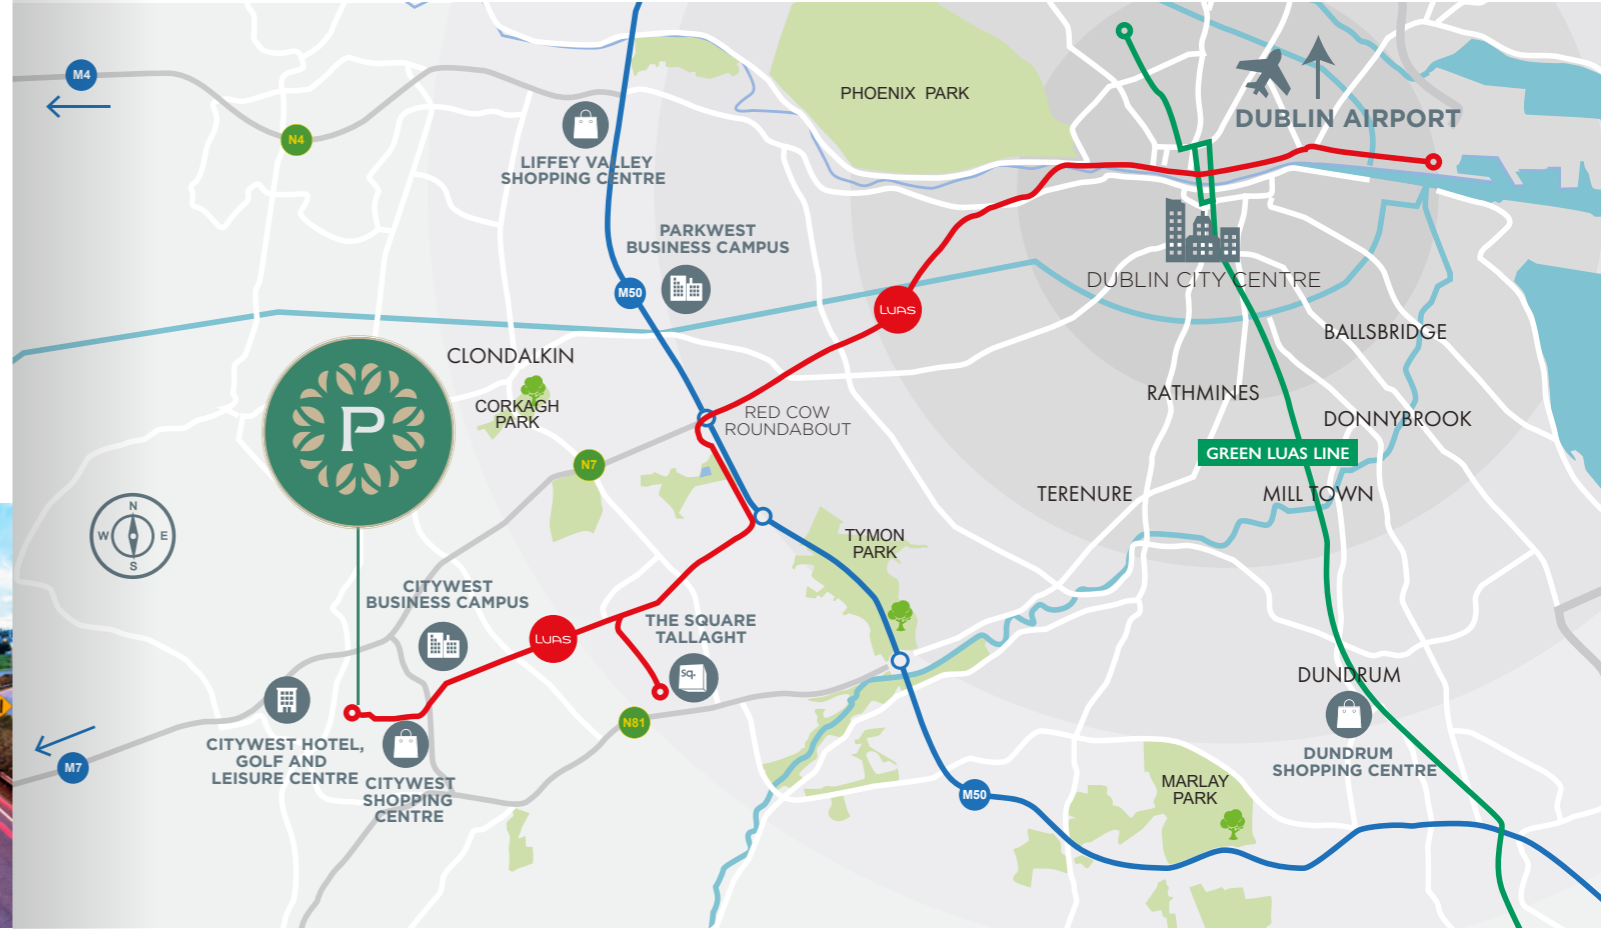 M4
N4
LIFFEY VALLEY
SHOPPING CENTRE
PHOENIX PARK
DUBLIN AIRPORT
PARKWEST
BUSINESS CAMPUS
M50
LUAS
DUBLIN CITY CENTRE
BALLSBRIDGE
CLONDALKIN
RATHMINES
P
CORKAGH
PARK
RED COW
ROUNDABOUT
DONNYBROOK
GREEN LUAS LINE
N7
TERENURE
MILL TOWN
N
W
E
S
TYMON
PARK
CITYWEST
BUSINESS CAMPUS
LUAS
THE SQUARE
TALLAGHT
Sq.
DUNDRUM
N81
CITYWEST HOTEL,
GOLF AND
LEISURE CENTRE
M7
CITYWEST
SHOPPING
CENTRE
DUNDRUM
SHOPPING CENTRE
MARLAY
PARK
M50